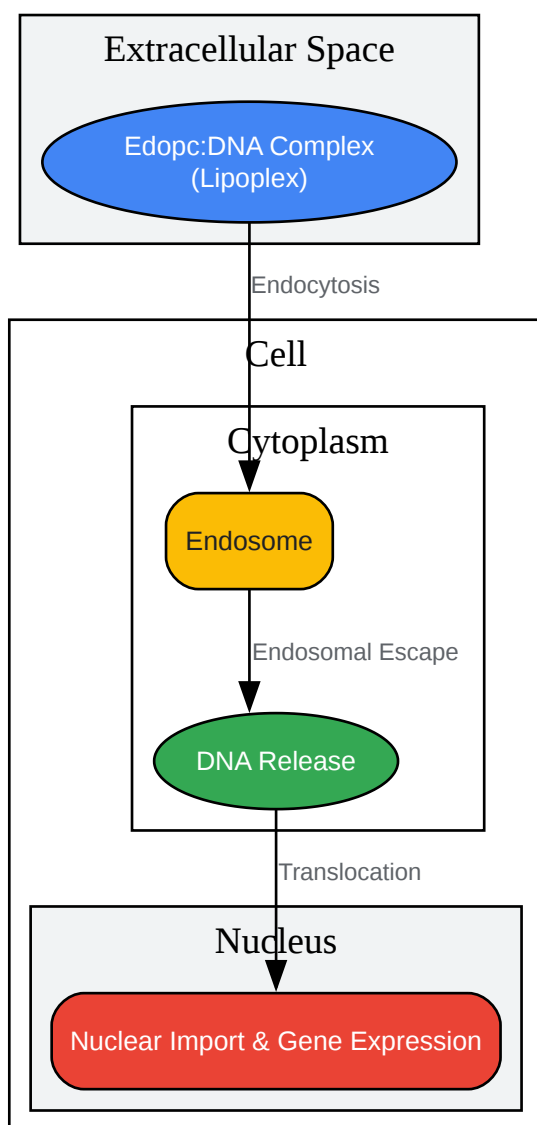 Extracellular Space
Edopc:DNA Complex
(Lipoplex)
Endocytosis
Cell
Cytoplasm
Endosome
Endosomal Escape
DNA Release
Translocation
Nucleus
Nuclear Import & Gene Expression